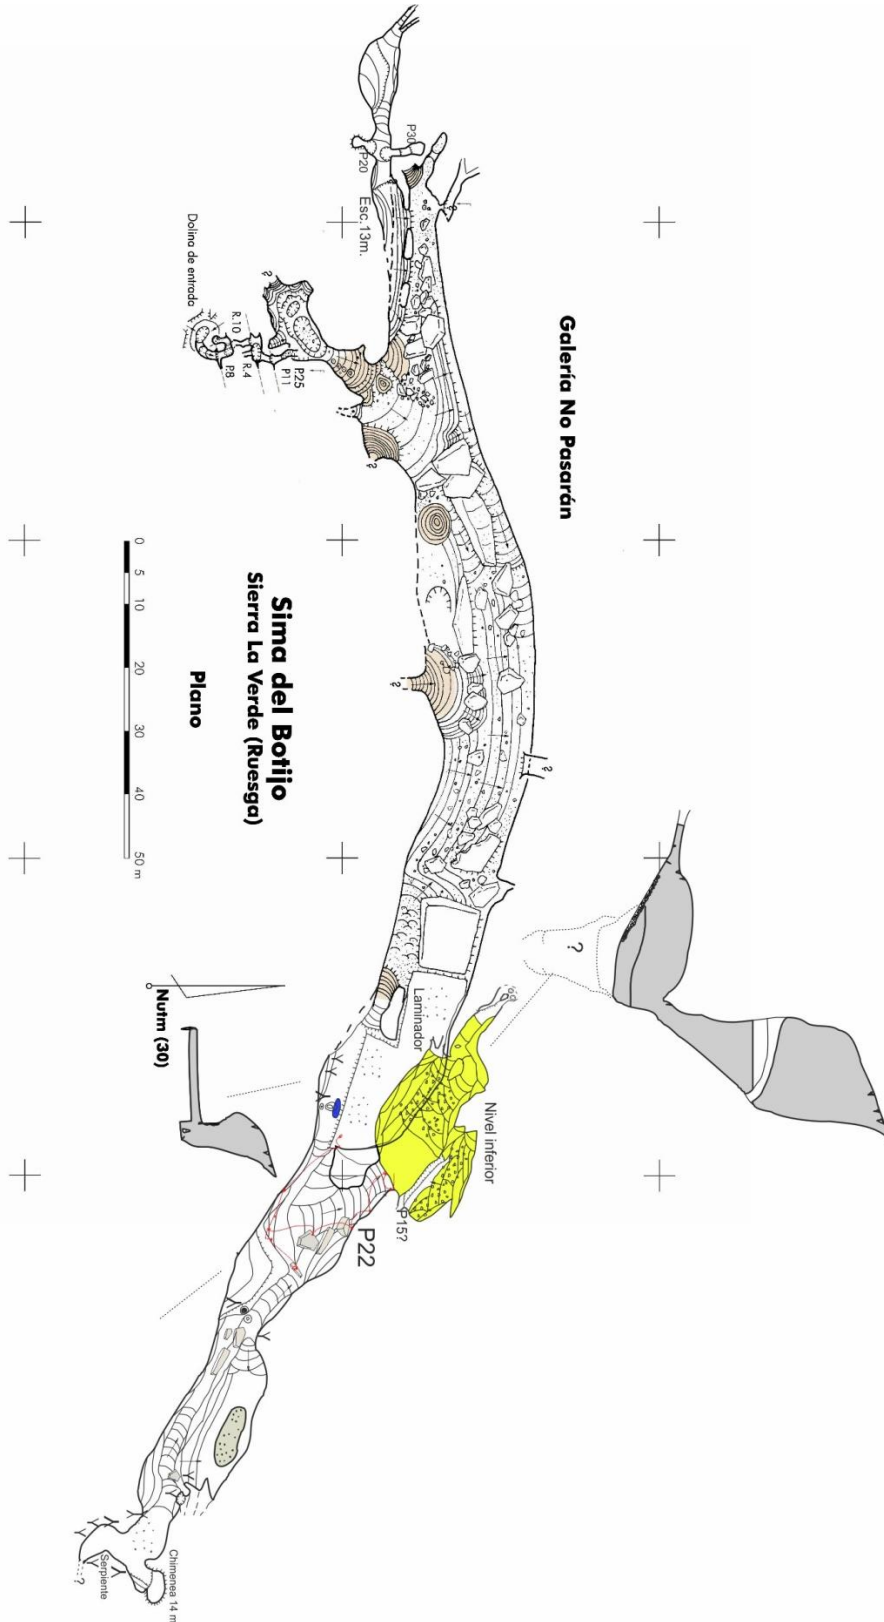 P30
P20
Esc.13m.
Dolina de entrada
R.10
R.4
P.8
P.25
P11
?
?
?
?
?
Galería No Pasarán
Sima del Botijo
Sierra La Verde (Ruesga)
Plano
0 5 10 20 30 40 50 m
?
Nutm (30)
Laminador
Nivel inferior
P15?
P22
Chimenea 14 m
Serpiente
?